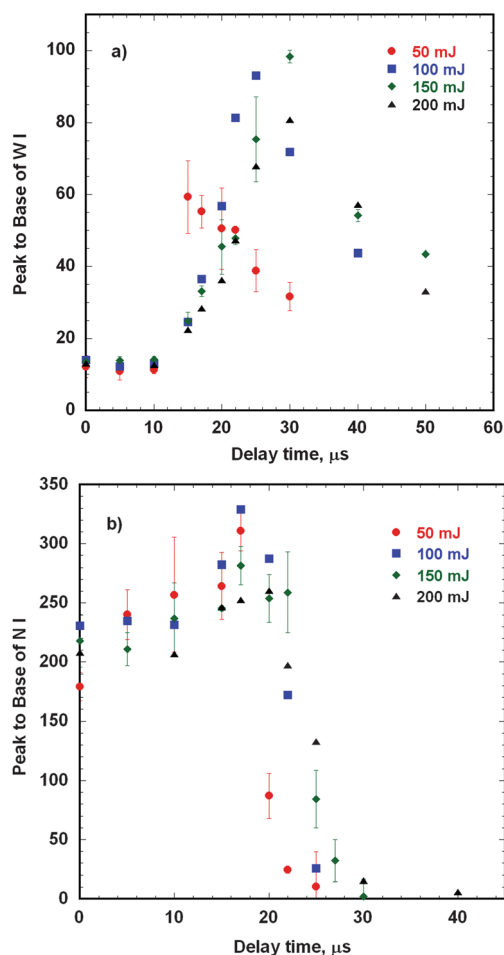 a)
50 mJ
100 mJ
150 mJ
200 mJ
Peak to Base of W I
100
80
60
40
20
0
0 10 20 30 40 50 60
Delay time, μs
b)
50 mJ
100 mJ
150 mJ
200 mJ
Peak to Base of N I
350
300
250
200
150
100
50
0
0 10 20 30 40
Delay time, μs